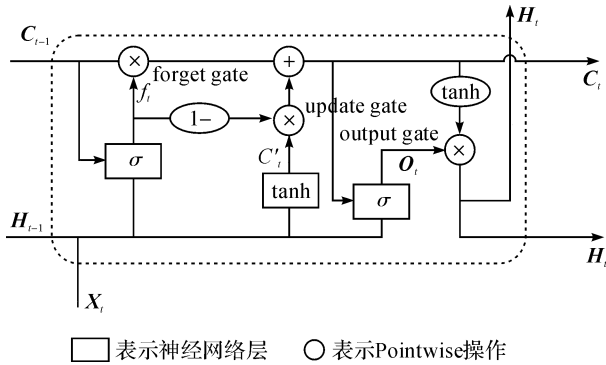 H_t
C_{t-1}
× + C_t
forget gate tanh
f_t update gate
1− × output gate
C'_t O_t ×
σ tanh σ
H_{t-1} H_t
X_t
表示神经网络层 表示Pointwise操作